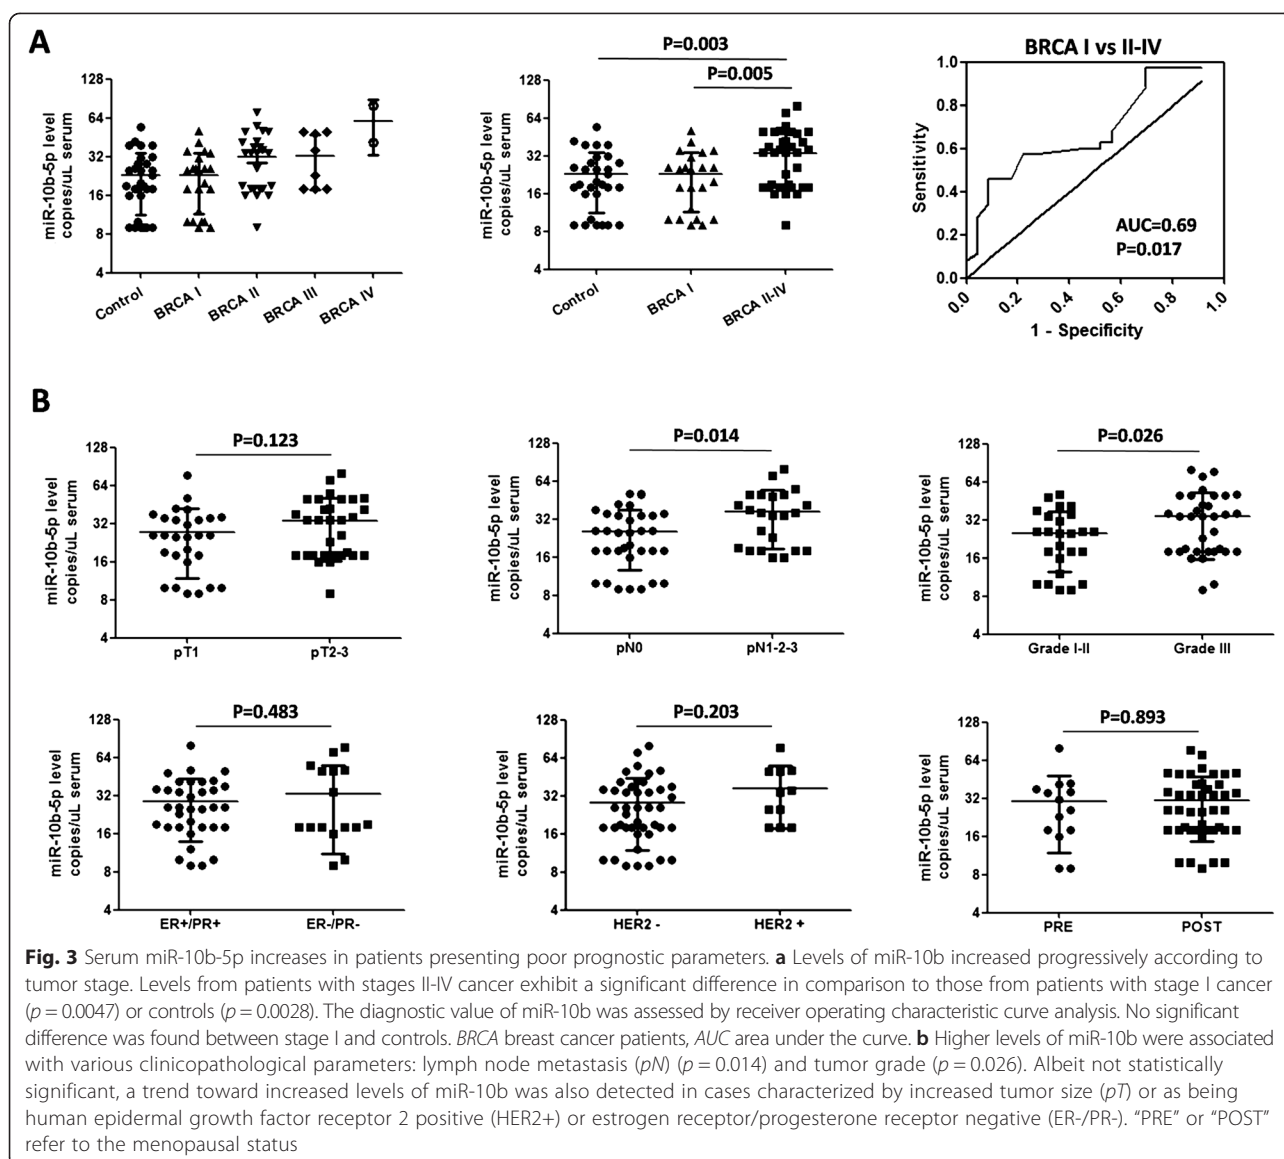 A
P=0.003
P=0.005
BRCA I vs II-IV
miR-10b-5p level
copies/uL serum
128
64
32
16
8
4
Control
BRCA I
BRCA II
BRCA III
BRCA IV
miR-10b-5p level
copies/uL serum
128
64
32
16
8
4
Control
BRCA I
BRCA II-IV
Sensitivity
1.0
0.8
0.6
0.4
0.2
0.0
AUC=0.69
P=0.017
0.0
0.2
0.4
0.6
0.8
1.0
1 - Specificity
B
P=0.123
miR-10b-5p level
copies/uL serum
128
64
32
16
8
4
pT1
pT2-3
P=0.014
miR-10b-5p level
copies/uL serum
128
64
32
16
8
4
pN0
pN1-2-3
P=0.026
miR-10b-5p level
copies/uL serum
128
64
32
16
8
4
Grade I-II
Grade III
P=0.483
miR-10b-5p level
copies/uL serum
128
64
32
16
8
4
ER+/PR+
ER-/PR-
P=0.203
miR-10b-5p level
copies/uL serum
128
64
32
16
8
4
HER2 -
HER2 +
P=0.893
miR-10b-5p level
copies/uL serum
128
64
32
16
8
4
PRE
POST
Fig. 3 Serum miR-10b-5p increases in patients presenting poor prognostic parameters. a Levels of miR-10b increased progressively according to
tumor stage. Levels from patients with stages II-IV cancer exhibit a significant difference in comparison to those from patients with stage I cancer
(p = 0.0047) or controls (p = 0.0028). The diagnostic value of miR-10b was assessed by receiver operating characteristic curve analysis. No significant
difference was found between stage I and controls. BRCA breast cancer patients, AUC area under the curve. b Higher levels of miR-10b were associated
with various clinicopathological parameters: lymph node metastasis (pN) (p = 0.014) and tumor grade (p = 0.026). Albeit not statistically
significant, a trend toward increased levels of miR-10b was also detected in cases characterized by increased tumor size (pT) or as being
human epidermal growth factor receptor 2 positive (HER2+) or estrogen receptor/progesterone receptor negative (ER-/PR-). “PRE” or “POST”
refer to the menopausal status